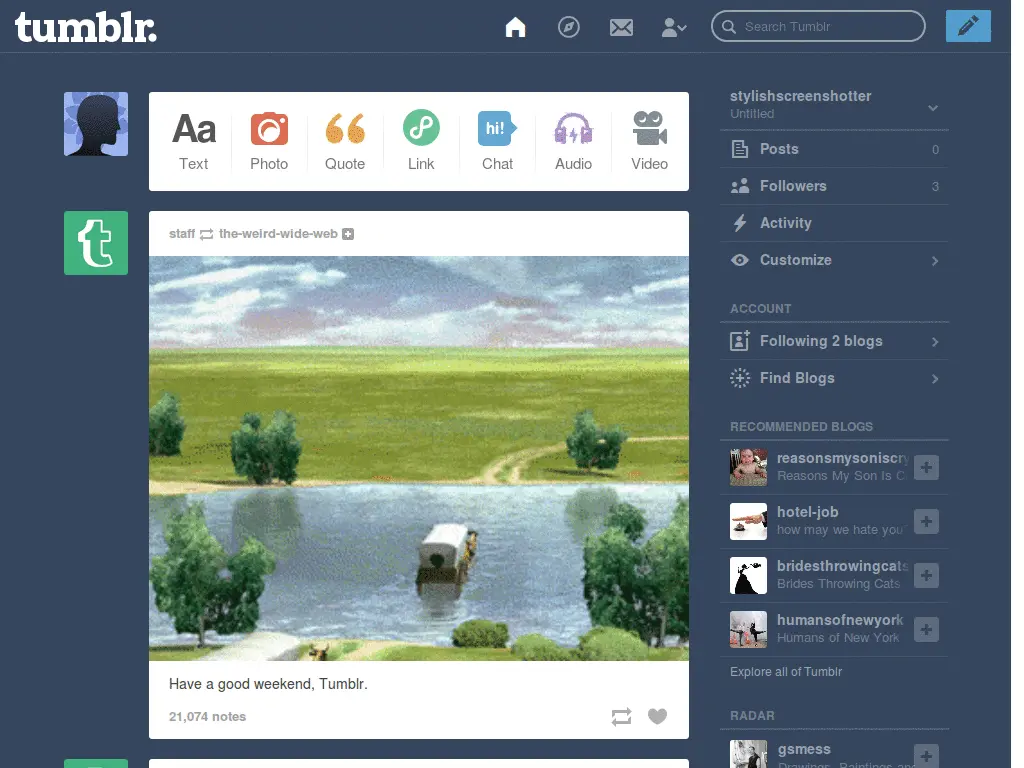 tumblr.
Search Tumblr
Aa
hi!
Text
Photo
Quote
Link
Chat
Audio
Video
staff the-weird-wide-web
t
Have a good weekend, Tumblr.
21,074 notes
stylishscreenshotter
Untitled
Posts 0
Followers 3
Activity
Customize
ACCOUNT
Following 2 blogs
Find Blogs
RECOMMENDED BLOGS
reasonsmysoniscry
Reasons My Son Is C
hotel-job
how may we hate you
bridesthrowingcats
Brides Throwing Cats
humansofnewyork
Humans of New York
Explore all of Tumblr
RADAR
gsmess
Drawings, Paintings and